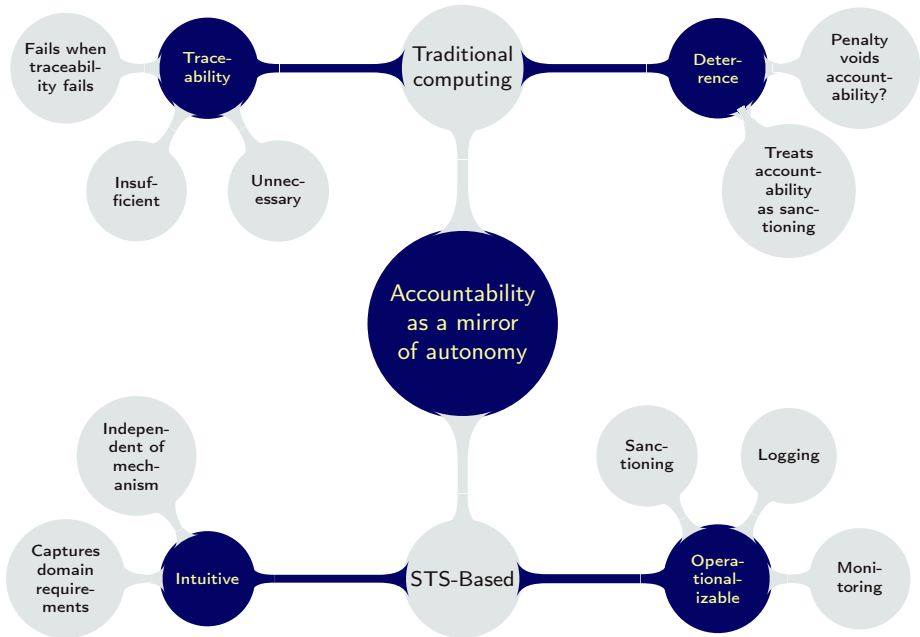 Fails when
traceabil-
ity fails
Trace-
ability
Insuf-
ficient
Unnec-
essary
Traditional
computing
Deter-
rence
Penalty
voids
account-
ability?
Treats
account-
ability
as sanc-
tioning
Accountability
as a mirror
of autonomy
Indepen-
dent of
mech-
anism
Captures
domain
require-
ments
Intuitive
STS-Based
Sanc-
tioning
Logging
Opera-
tional-
izable
Moni-
toring